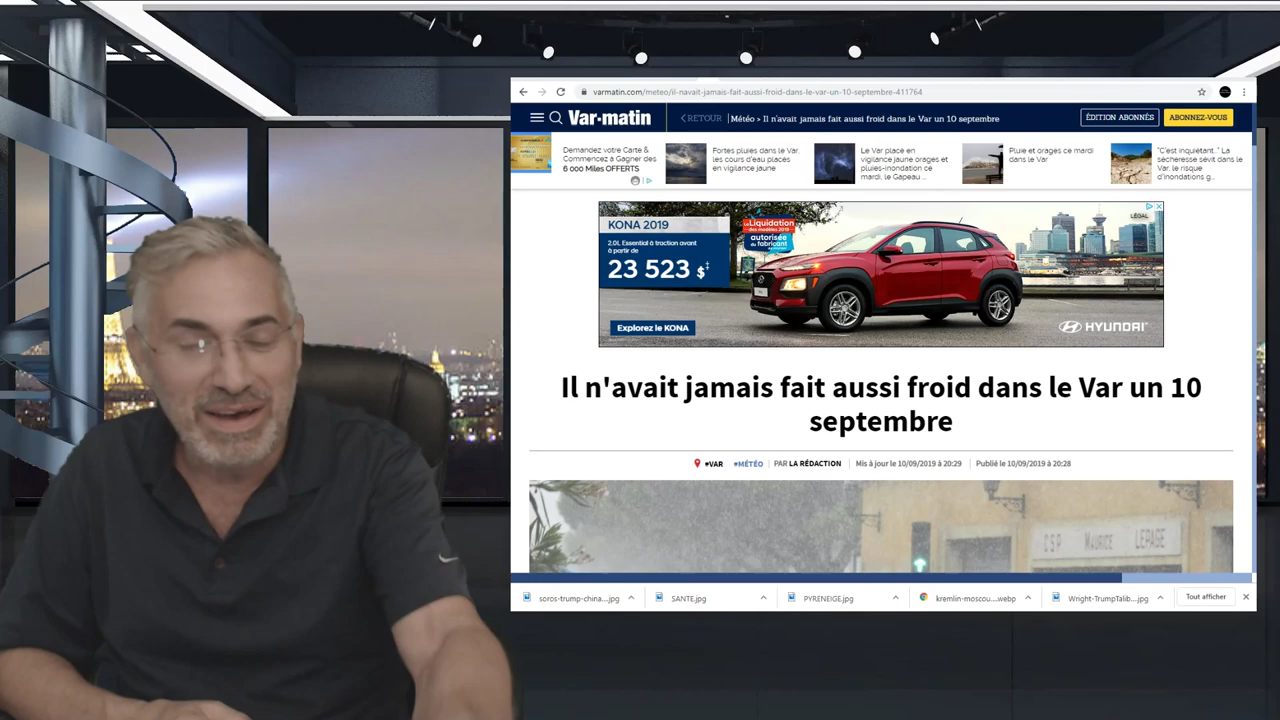 varmatin.com/meteo/il-navait-jamais-fait-aussi-froid-dans-le-var-un-10-septembre-411764
Var-matin
RETOUR
Météo > Il n'avait jamais fait aussi froid dans le Var un 10 septembre
ÉDITION ABONNÉS
ABONNEZ-VOUS
Demandez votre Carte &
Commencez à Gagner des
6 000 Miles OFFERTS
Fortes pluies dans le Var,
les cours d'eau placés
en vigilance jaune
Le Var placé en
vigilance jaune orages et
pluies-inondation ce
mardi, le Gapeau ...
Pluie et orages ce mardi
dans le Var
"C'est inquiétant..." La
sécheresse sévit dans le
Var, le risque
d'inondations g...
KONA 2019
2.0L Essential à traction avant
à partir de
23 523 $‡
Explorez le KONA
La Liquidation
des modèles 2019
autorisée
du fabricant
LÉGAL
HYUNDAI
Il n'avait jamais fait aussi froid dans le Var un 10
septembre
#VAR
#MÉTÉO
PAR LA RÉDACTION
Mis à jour le 10/09/2019 à 20:29
Publié le 10/09/2019 à 20:28
CSP MAURICE LEPAGE
soros-trump-china....jpg
SANTE.jpg
PYRENEIGE.jpg
kremlin-moscou....webp
Wright-TrumpTalib....jpg
Tout afficher